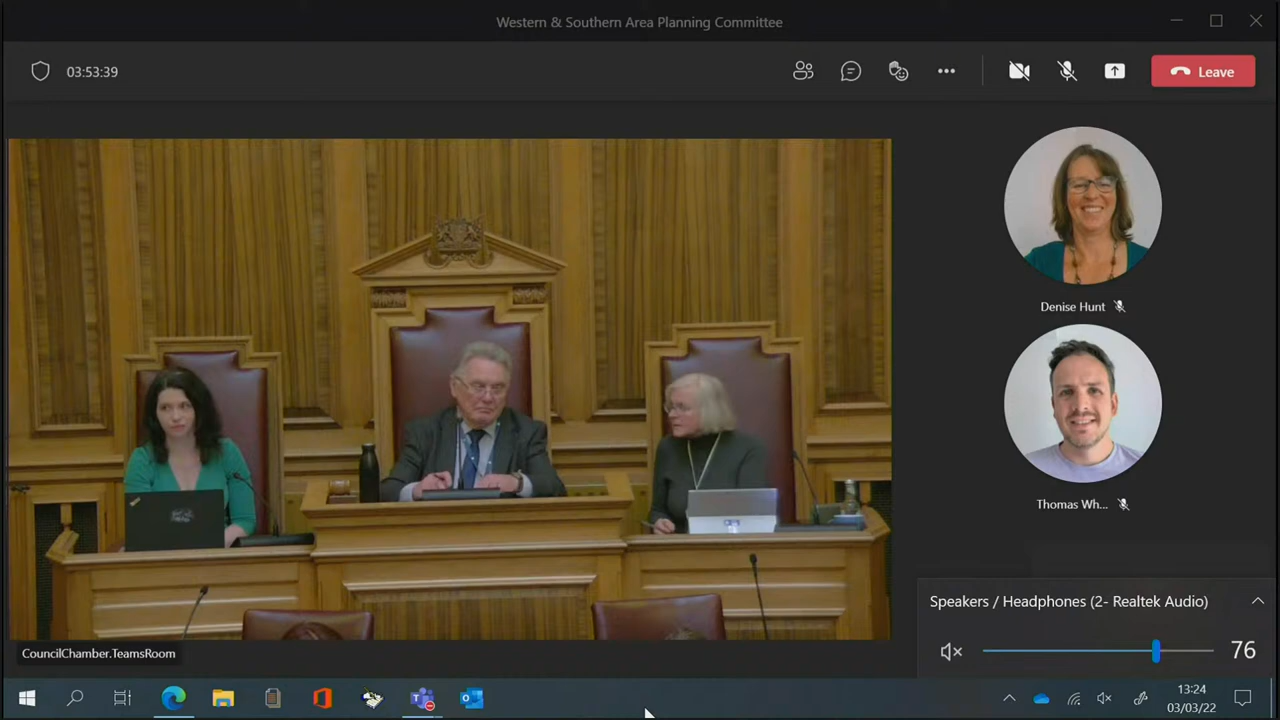 Western & Southern Area Planning Committee
03:53:39
Leave
Denise Hunt
Thomas Wh...
CouncilChamber.TeamsRoom
Speakers / Headphones (2- Realtek Audio)
76
13:24
03/03/22